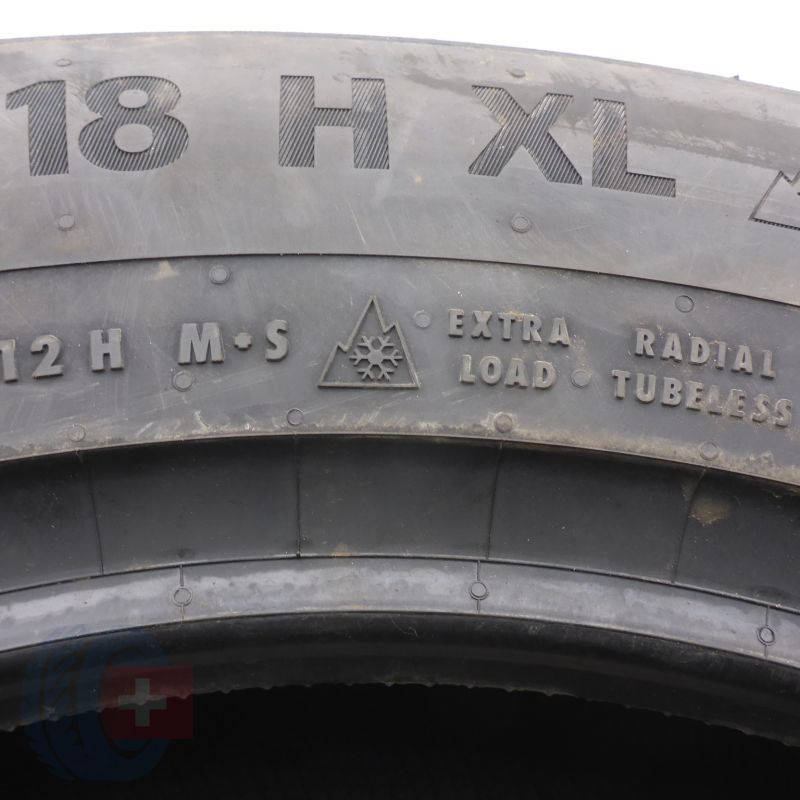 18 H XL
12 H M+S EXTRA LOAD RADIAL TUBELESS